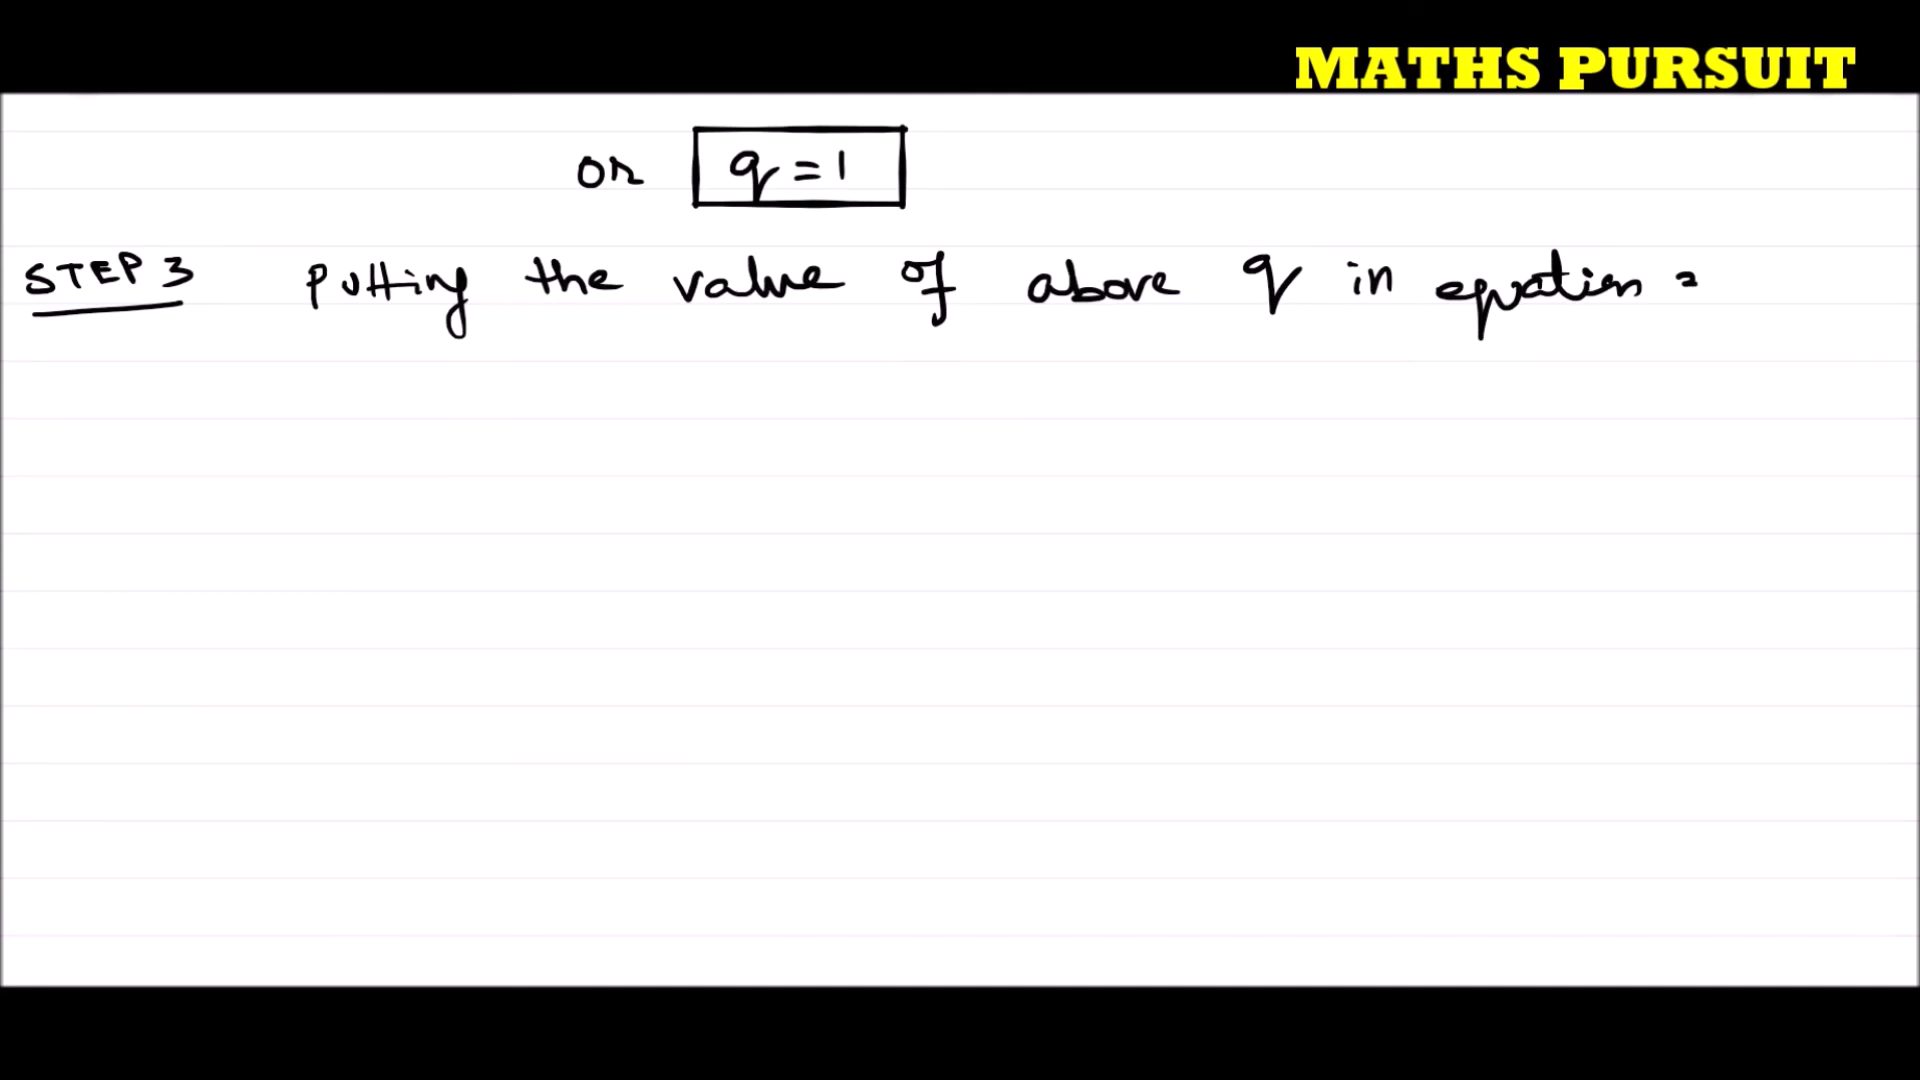 MATHS PURSUIT
or q = 1
STEP 3 Putting the value of above q in equation